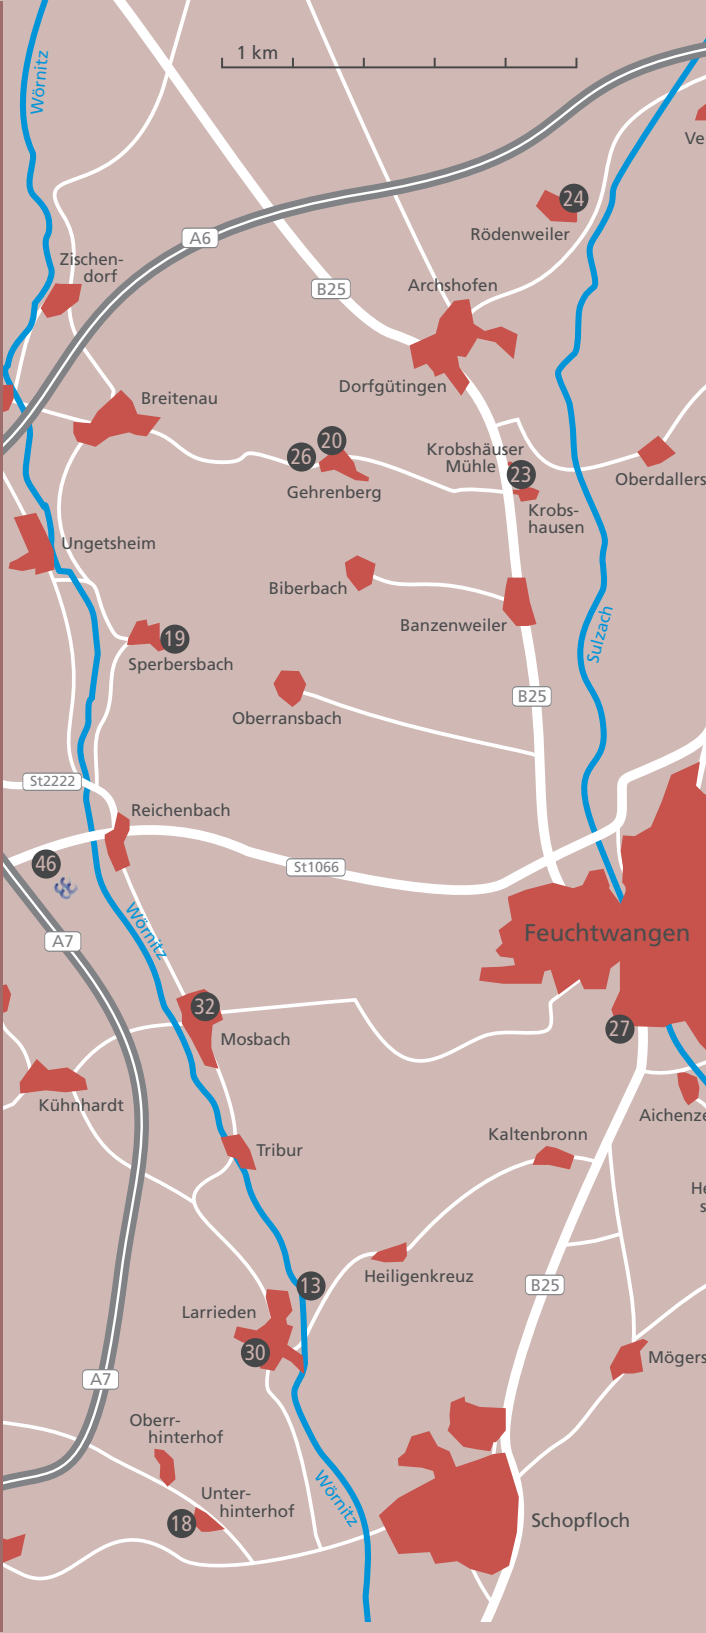 1 km
Wörnitz
Ve
24
Rödenweiler
A6
Zischen-
dorf
B25
Archshofen
Dorfgütingen
Breitenau
20
26
Gehrenberg
Krobshäuser
Mühle
23
Krobs-
hausen
Oberdallers
Ungetsheim
Biberbach
Banzenweiler
Sulzach
19
Sperbersbach
B25
Oberransbach
St2222
Reichenbach
46
St1066
A7
Wörnitz
Feuchtwangen
32
Mosbach
27
Kühnhardt
Aichenze
Kaltenbronn
Tribur
He
s
13
Heiligenkreuz
B25
Larrieden
30
Mögers
A7
Oberr-
hinterhof
Unter-
hinterhof
18
Wörnitz
Schopfloch